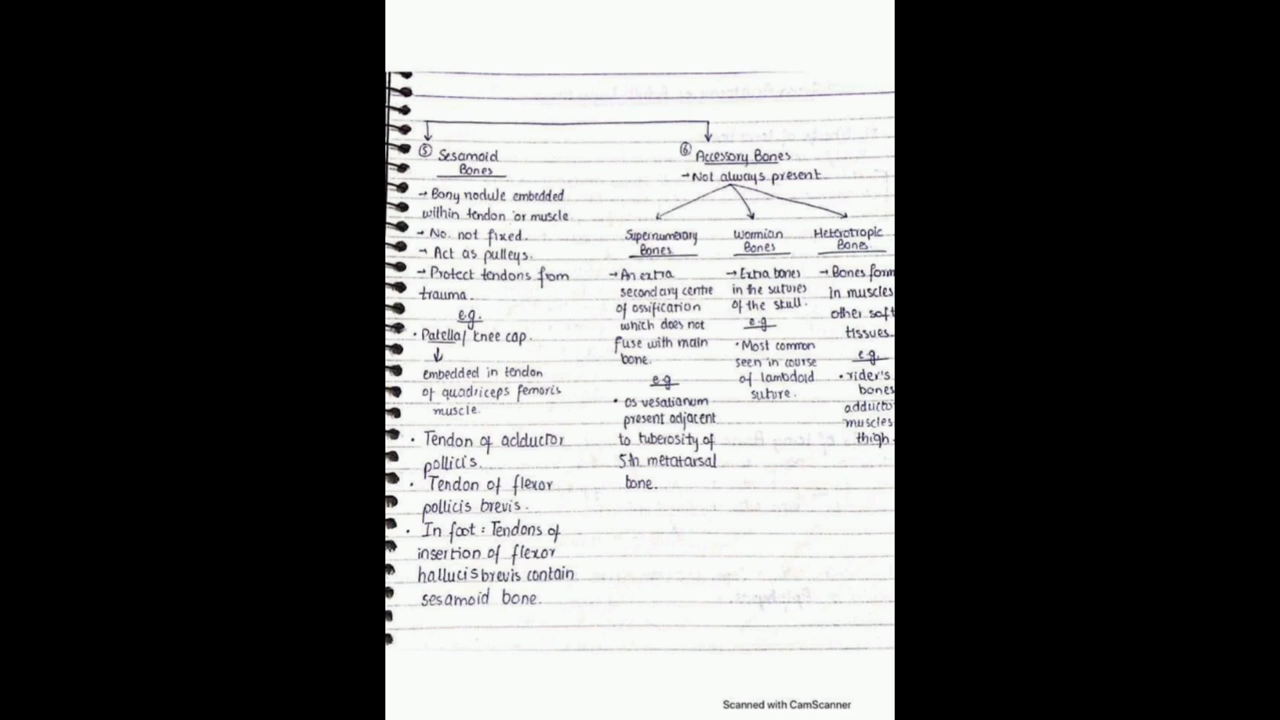 ⑤ Sesamoid
Bones
→ Bony nodule embedded
within tendon or muscle
→ No. not fixed.
→ Act as pulleys.
→ Protect tendons from
trauma.
e.g.
• Patella/ knee cap.
↓
embedded in tendon
of quadriceps femoris
muscle.
• Tendon of adductor
pollicis.
• Tendon of flexor
pollicis brevis.
• In foot : Tendons of
insertion of flexor
hallucis brevis contain
sesamoid bone.
⑥ Accessory Bones
→ Not always present
Supernumerary
Bones
→ An extra
secondary centre
of ossification
which does not
fuse with main
bone.
e.g
• os vesalianum
present adjacent
to tuberosity of
5th metatarsal
bone.
Wormian
Bones
→ Extra bones
in the sutures
of the skull.
e.g
• Most common
seen in course
of lambdoid
suture.
Heterotropic
Bones.
→ Bones form
in muscles
other soft
tissues.
e.g.
• rider's
bones
adducto
muscles
thigh.
Scanned with CamScanner